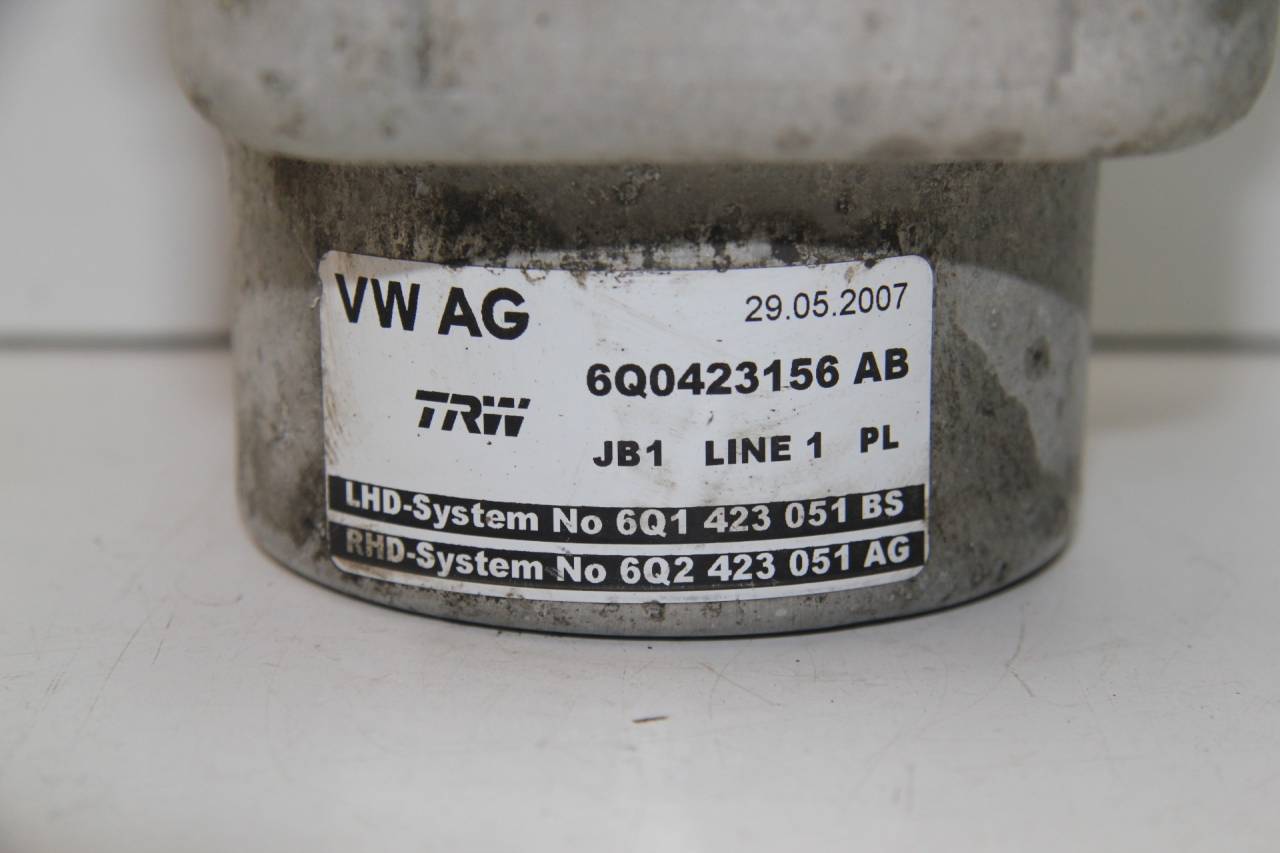 VW AG 29.05.2007
6Q0423156 AB
TRW
JB1 LINE 1 PL
LHD-System No 6Q1 423 051 BS
RHD-System No 6Q2 423 051 AG